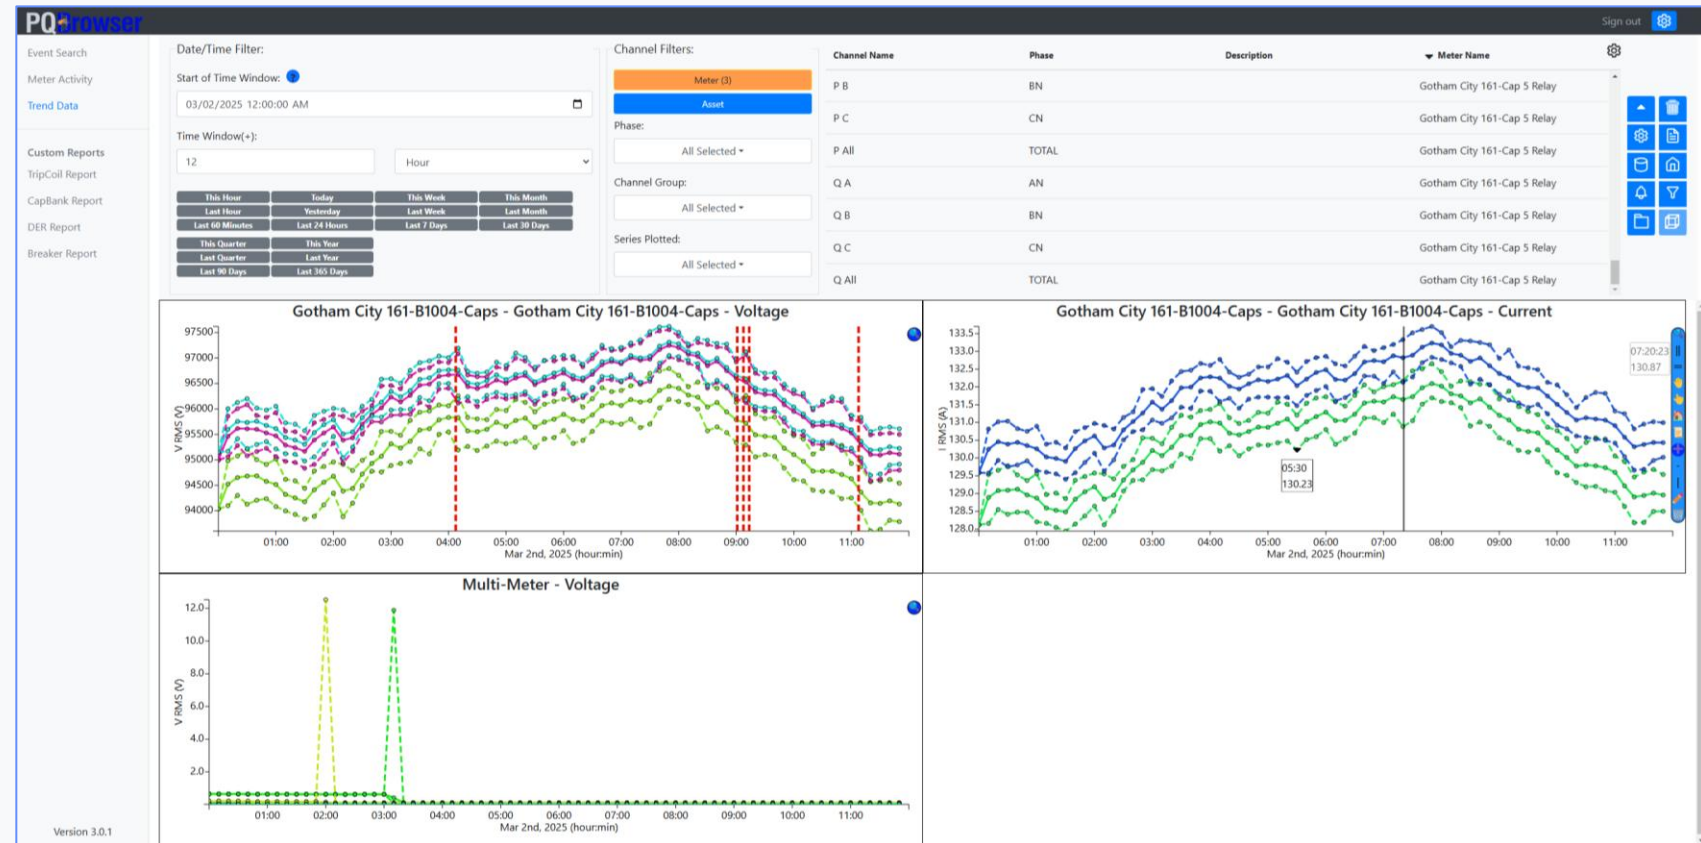 PQBrowser
Sign out
Event Search
Meter Activity
Trend Data
Custom Reports
TripCoil Report
CapBank Report
DER Report
Breaker Report
Version 3.0.1
Date/Time Filter:
Start of Time Window: ?
03/02/2025 12:00:00 AM
Time Window(+):
12 Hour
This Hour Today This Week This Month
Last Hour Yesterday Last Week Last Month
Last 60 Minutes Last 24 Hours Last 7 Days Last 30 Days
This Quarter This Year
Last Quarter Last Year
Last 90 Days Last 365 Days
Channel Filters:
Meter (3)
Asset
Phase:
All Selected
Channel Group:
All Selected
Series Plotted:
All Selected
Channel Name Phase Description Meter Name
P B BN Gotham City 161-Cap 5 Relay
P C CN Gotham City 161-Cap 5 Relay
P All TOTAL Gotham City 161-Cap 5 Relay
Q A AN Gotham City 161-Cap 5 Relay
Q B BN Gotham City 161-Cap 5 Relay
Q C CN Gotham City 161-Cap 5 Relay
Q All TOTAL Gotham City 161-Cap 5 Relay
Gotham City 161-B1004-Caps - Gotham City 161-B1004-Caps - Voltage
97500
97000
96500
96000
95500
95000
94500
94000
V RMS (V)
01:00 02:00 03:00 04:00 05:00 06:00 07:00 08:00 09:00 10:00 11:00
Mar 2nd, 2025 (hour:min)
Gotham City 161-B1004-Caps - Gotham City 161-B1004-Caps - Current
133.5
133.0
132.5
132.0
131.5
131.0
130.5
130.0
129.5
129.0
128.5
128.0
I RMS (A)
07:20:23
130.87
05:30
130.23
01:00 02:00 03:00 04:00 05:00 06:00 07:00 08:00 09:00 10:00 11:00
Mar 2nd, 2025 (hour:min)
Multi-Meter - Voltage
12.0
10.0
8.0
6.0
4.0
2.0
V RMS (V)
01:00 02:00 03:00 04:00 05:00 06:00 07:00 08:00 09:00 10:00 11:00
Mar 2nd, 2025 (hour:min)